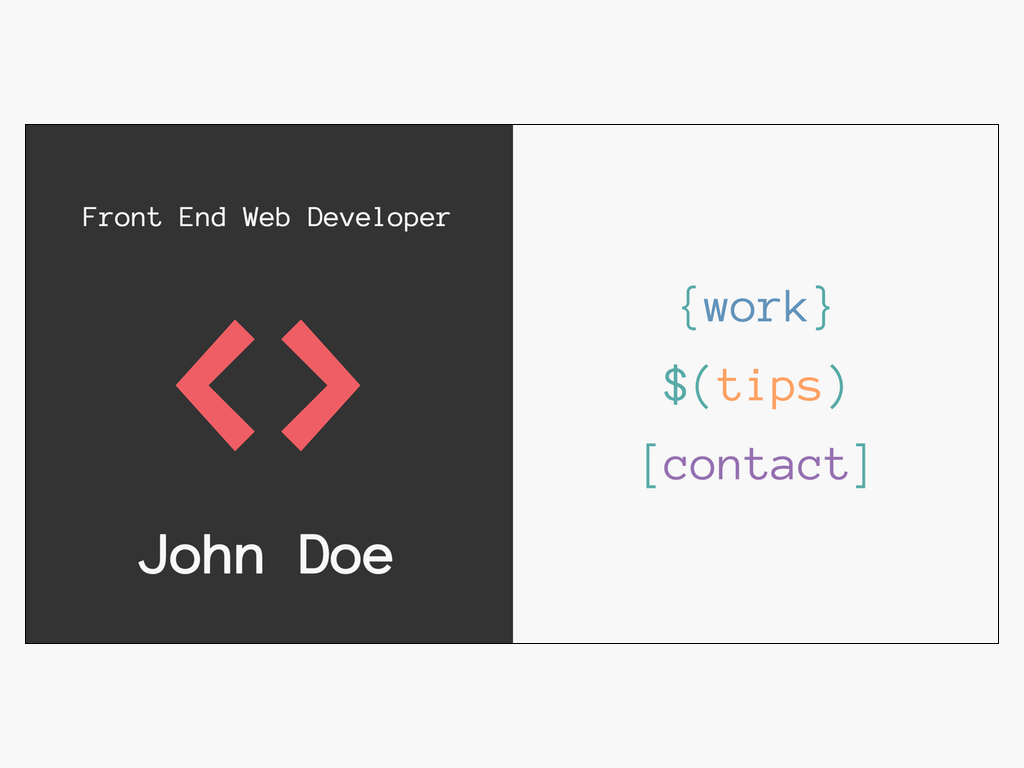 Front End Web Developer
<>
John Doe
{work}
$(tips)
[contact]